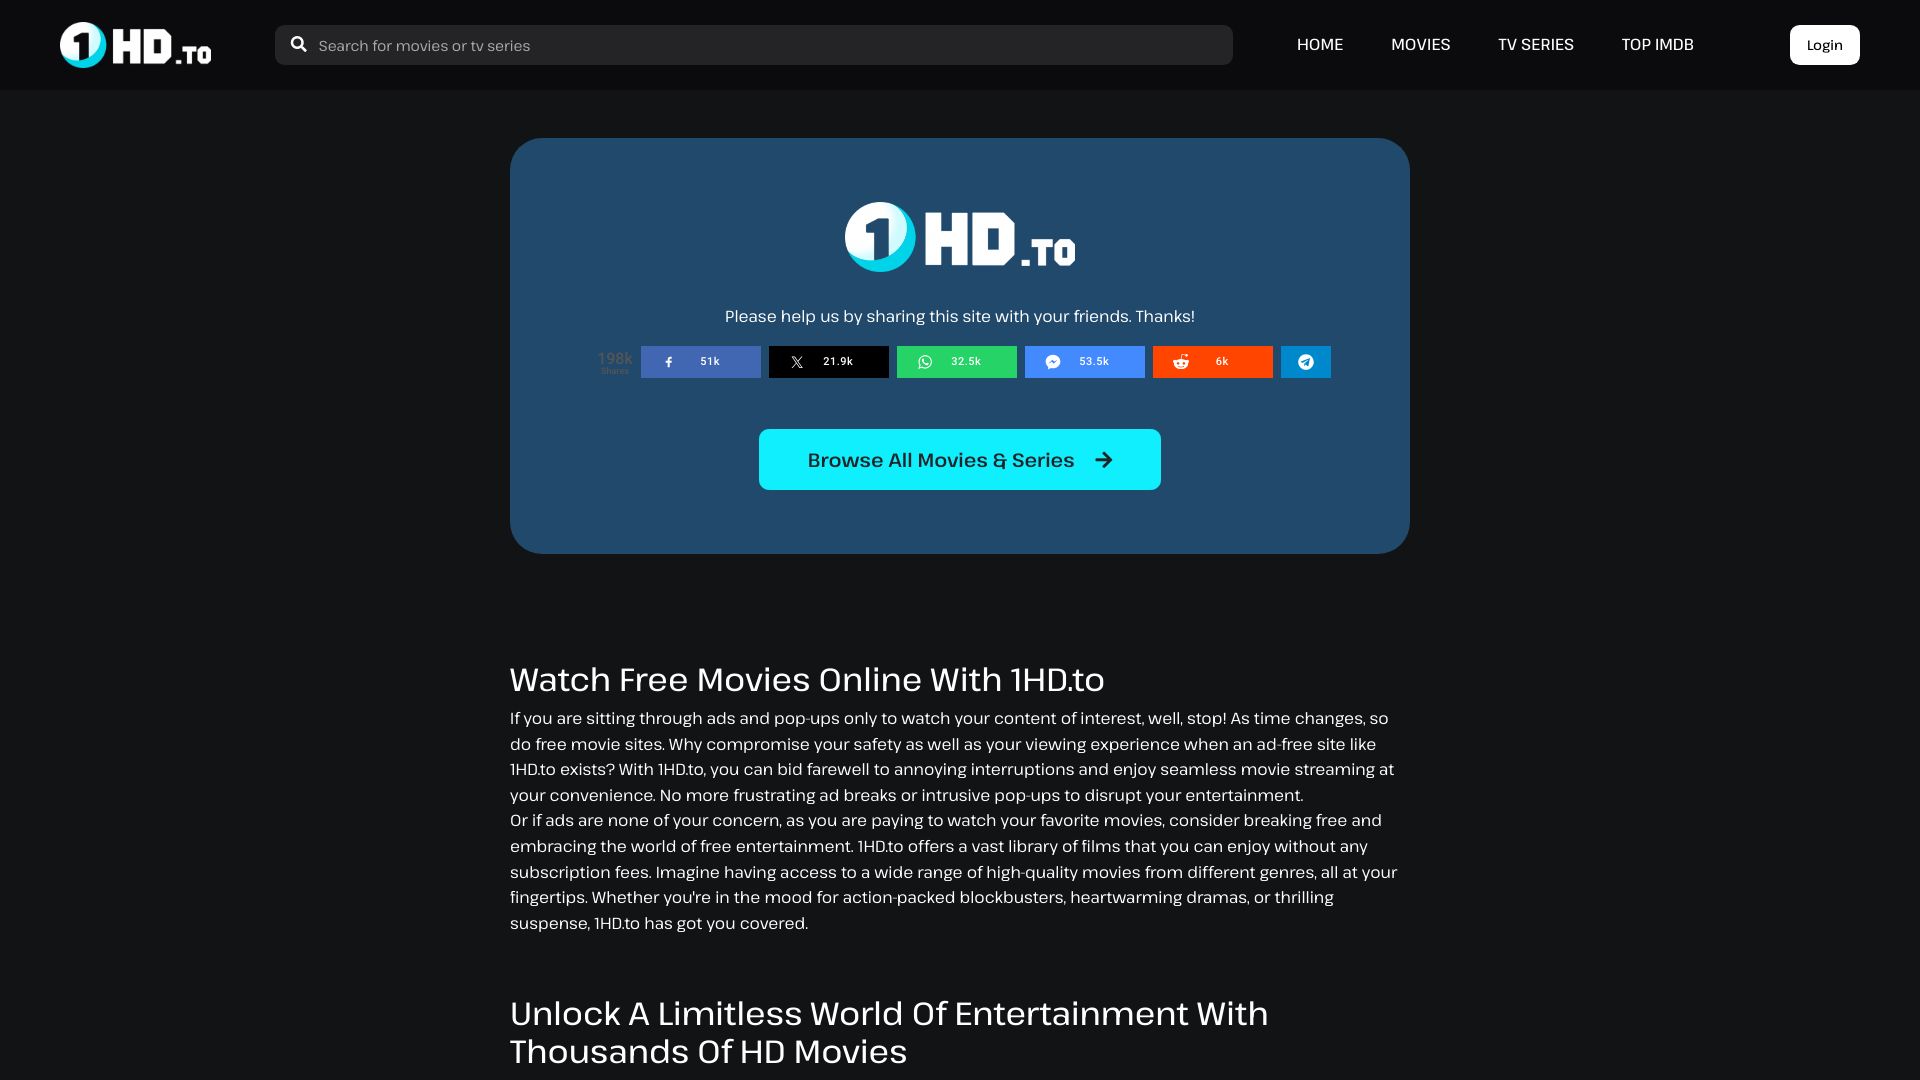 1HD.TO
Search for movies or tv series
HOME
MOVIES
TV SERIES
TOP IMDB
Login
1HD.TO
Please help us by sharing this site with your friends. Thanks!
198k
Shares
51k
21.9k
32.5k
53.5k
6k
Browse All Movies & Series
Watch Free Movies Online With 1HD.to
If you are sitting through ads and pop-ups only to watch your content of interest, well, stop! As time changes, so
do free movie sites. Why compromise your safety as well as your viewing experience when an ad-free site like
1HD.to exists? With 1HD.to, you can bid farewell to annoying interruptions and enjoy seamless movie streaming at
your convenience. No more frustrating ad breaks or intrusive pop-ups to disrupt your entertainment.
Or if ads are none of your concern, as you are paying to watch your favorite movies, consider breaking free and
embracing the world of free entertainment. 1HD.to offers a vast library of films that you can enjoy without any
subscription fees. Imagine having access to a wide range of high-quality movies from different genres, all at your
fingertips. Whether you're in the mood for action-packed blockbusters, heartwarming dramas, or thrilling
suspense, 1HD.to has got you covered.
Unlock A Limitless World Of Entertainment With
Thousands Of HD Movies